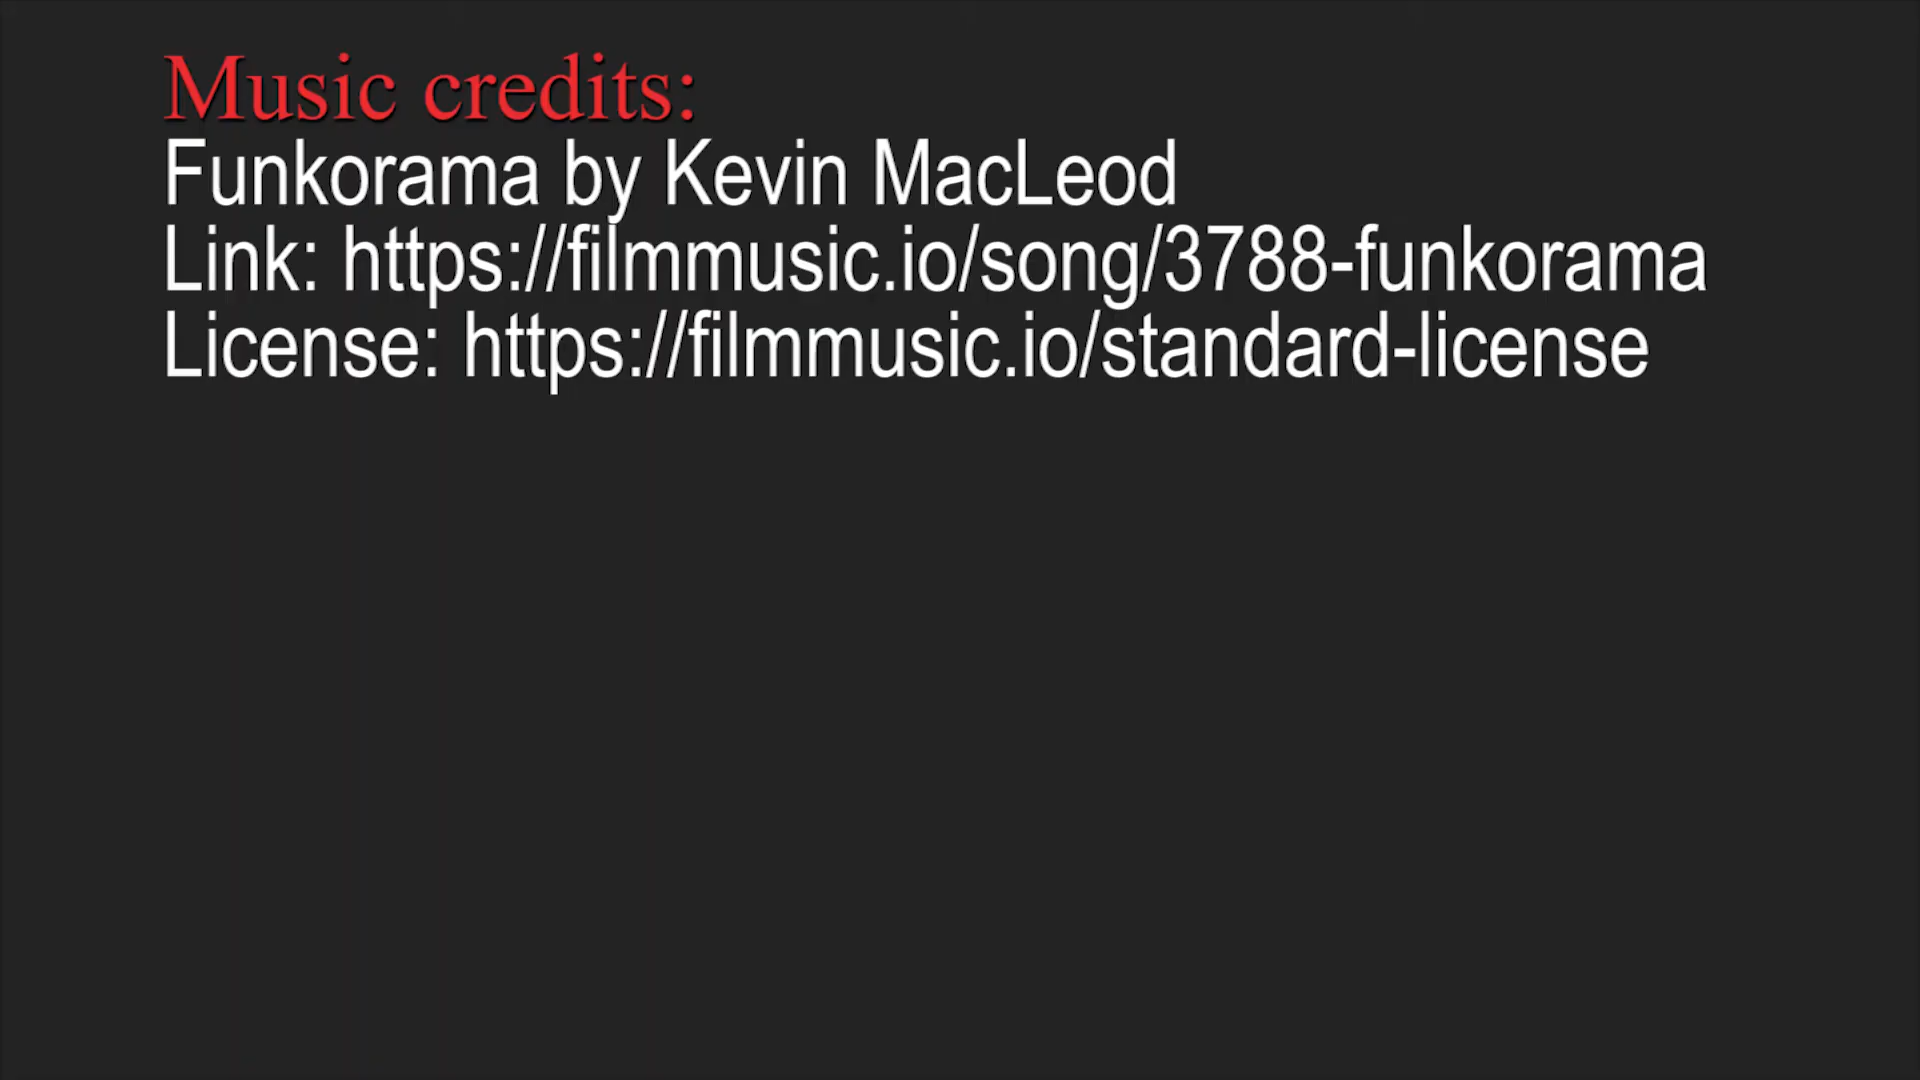 Music credits:
Funkorama by Kevin MacLeod
Link: https://filmmusic.io/song/3788-funkorama
License: https://filmmusic.io/standard-license